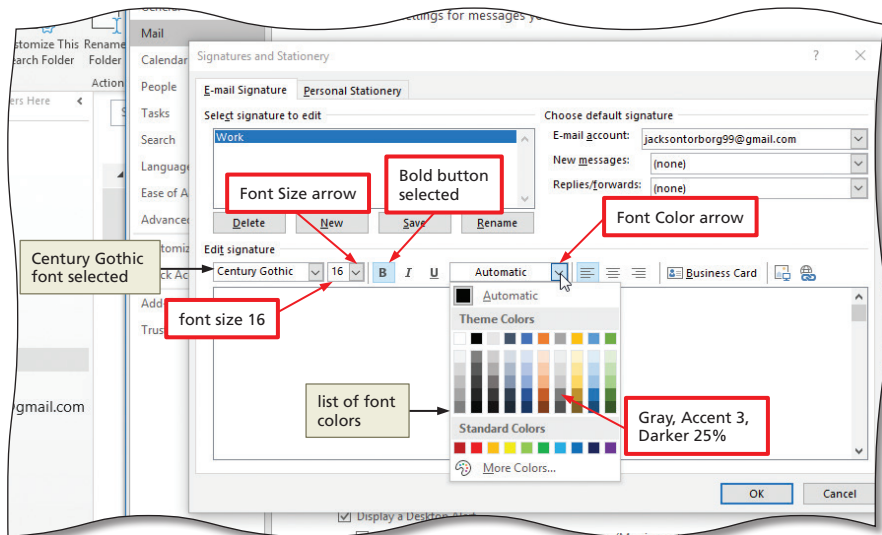 General
ettings for messages yo
Mail
stomize This Rename
earch Folder Folder
Action
ers Here
Calendar
People
Tasks
Search
Language
Ease of A
Advanced
tomiz
ck Ac
Add
Trus
@gmail.com
Signatures and Stationery
?
E-mail Signature Personal Stationery
Select signature to edit
Work
Delete New Save Rename
Choose default signature
E-mail account: jacksontorborg99@gmail.com
New messages: (none)
Replies/forwards: (none)
Font Size arrow
Bold button
selected
Font Color arrow
Century Gothic
font selected
Edit signature
Century Gothic 16 B I U Automatic Business Card
font size 16
Automatic
Theme Colors
list of font
colors
Gray, Accent 3,
Darker 25%
Standard Colors
More Colors...
OK Cancel
Display a Desktop Alert